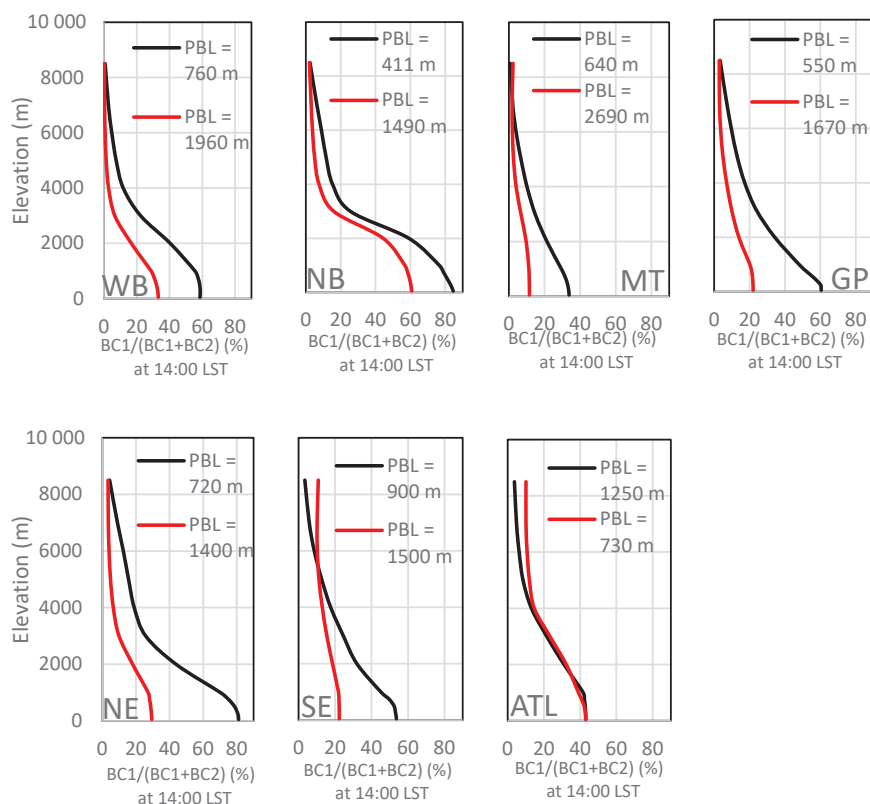 10 000
8000
6000
4000
2000
0
Elevation (m)
PBL =
760 m
PBL =
1960 m
WB
0 20 40 60 80
BC1/(BC1+BC2) (%)
at 14:00 LST
PBL =
411 m
PBL =
1490 m
NB
0 20 40 60 80
BC1/(BC1+BC2) (%)
at 14:00 LST
PBL =
640 m
PBL =
2690 m
MT
0 20 40 60 80
BC1/(BC1+BC2) (%)
at 14:00 LST
PBL =
550 m
PBL =
1670 m
GP
0 20 40 60 80
BC1/(BC1+BC2) (%)
at 14:00 LST
10 000
8000
6000
4000
2000
0
Elevation (m)
PBL =
720 m
PBL =
1400 m
NE
0 20 40 60 80
BC1/(BC1+BC2) (%)
at 14:00 LST
PBL =
900 m
PBL =
1500 m
SE
0 20 40 60 80
BC1/(BC1+BC2) (%)
at 14:00 LST
PBL =
1250 m
PBL =
730 m
ATL
0 20 40 60 80
BC1/(BC1+BC2) (%)
at 14:00 LST